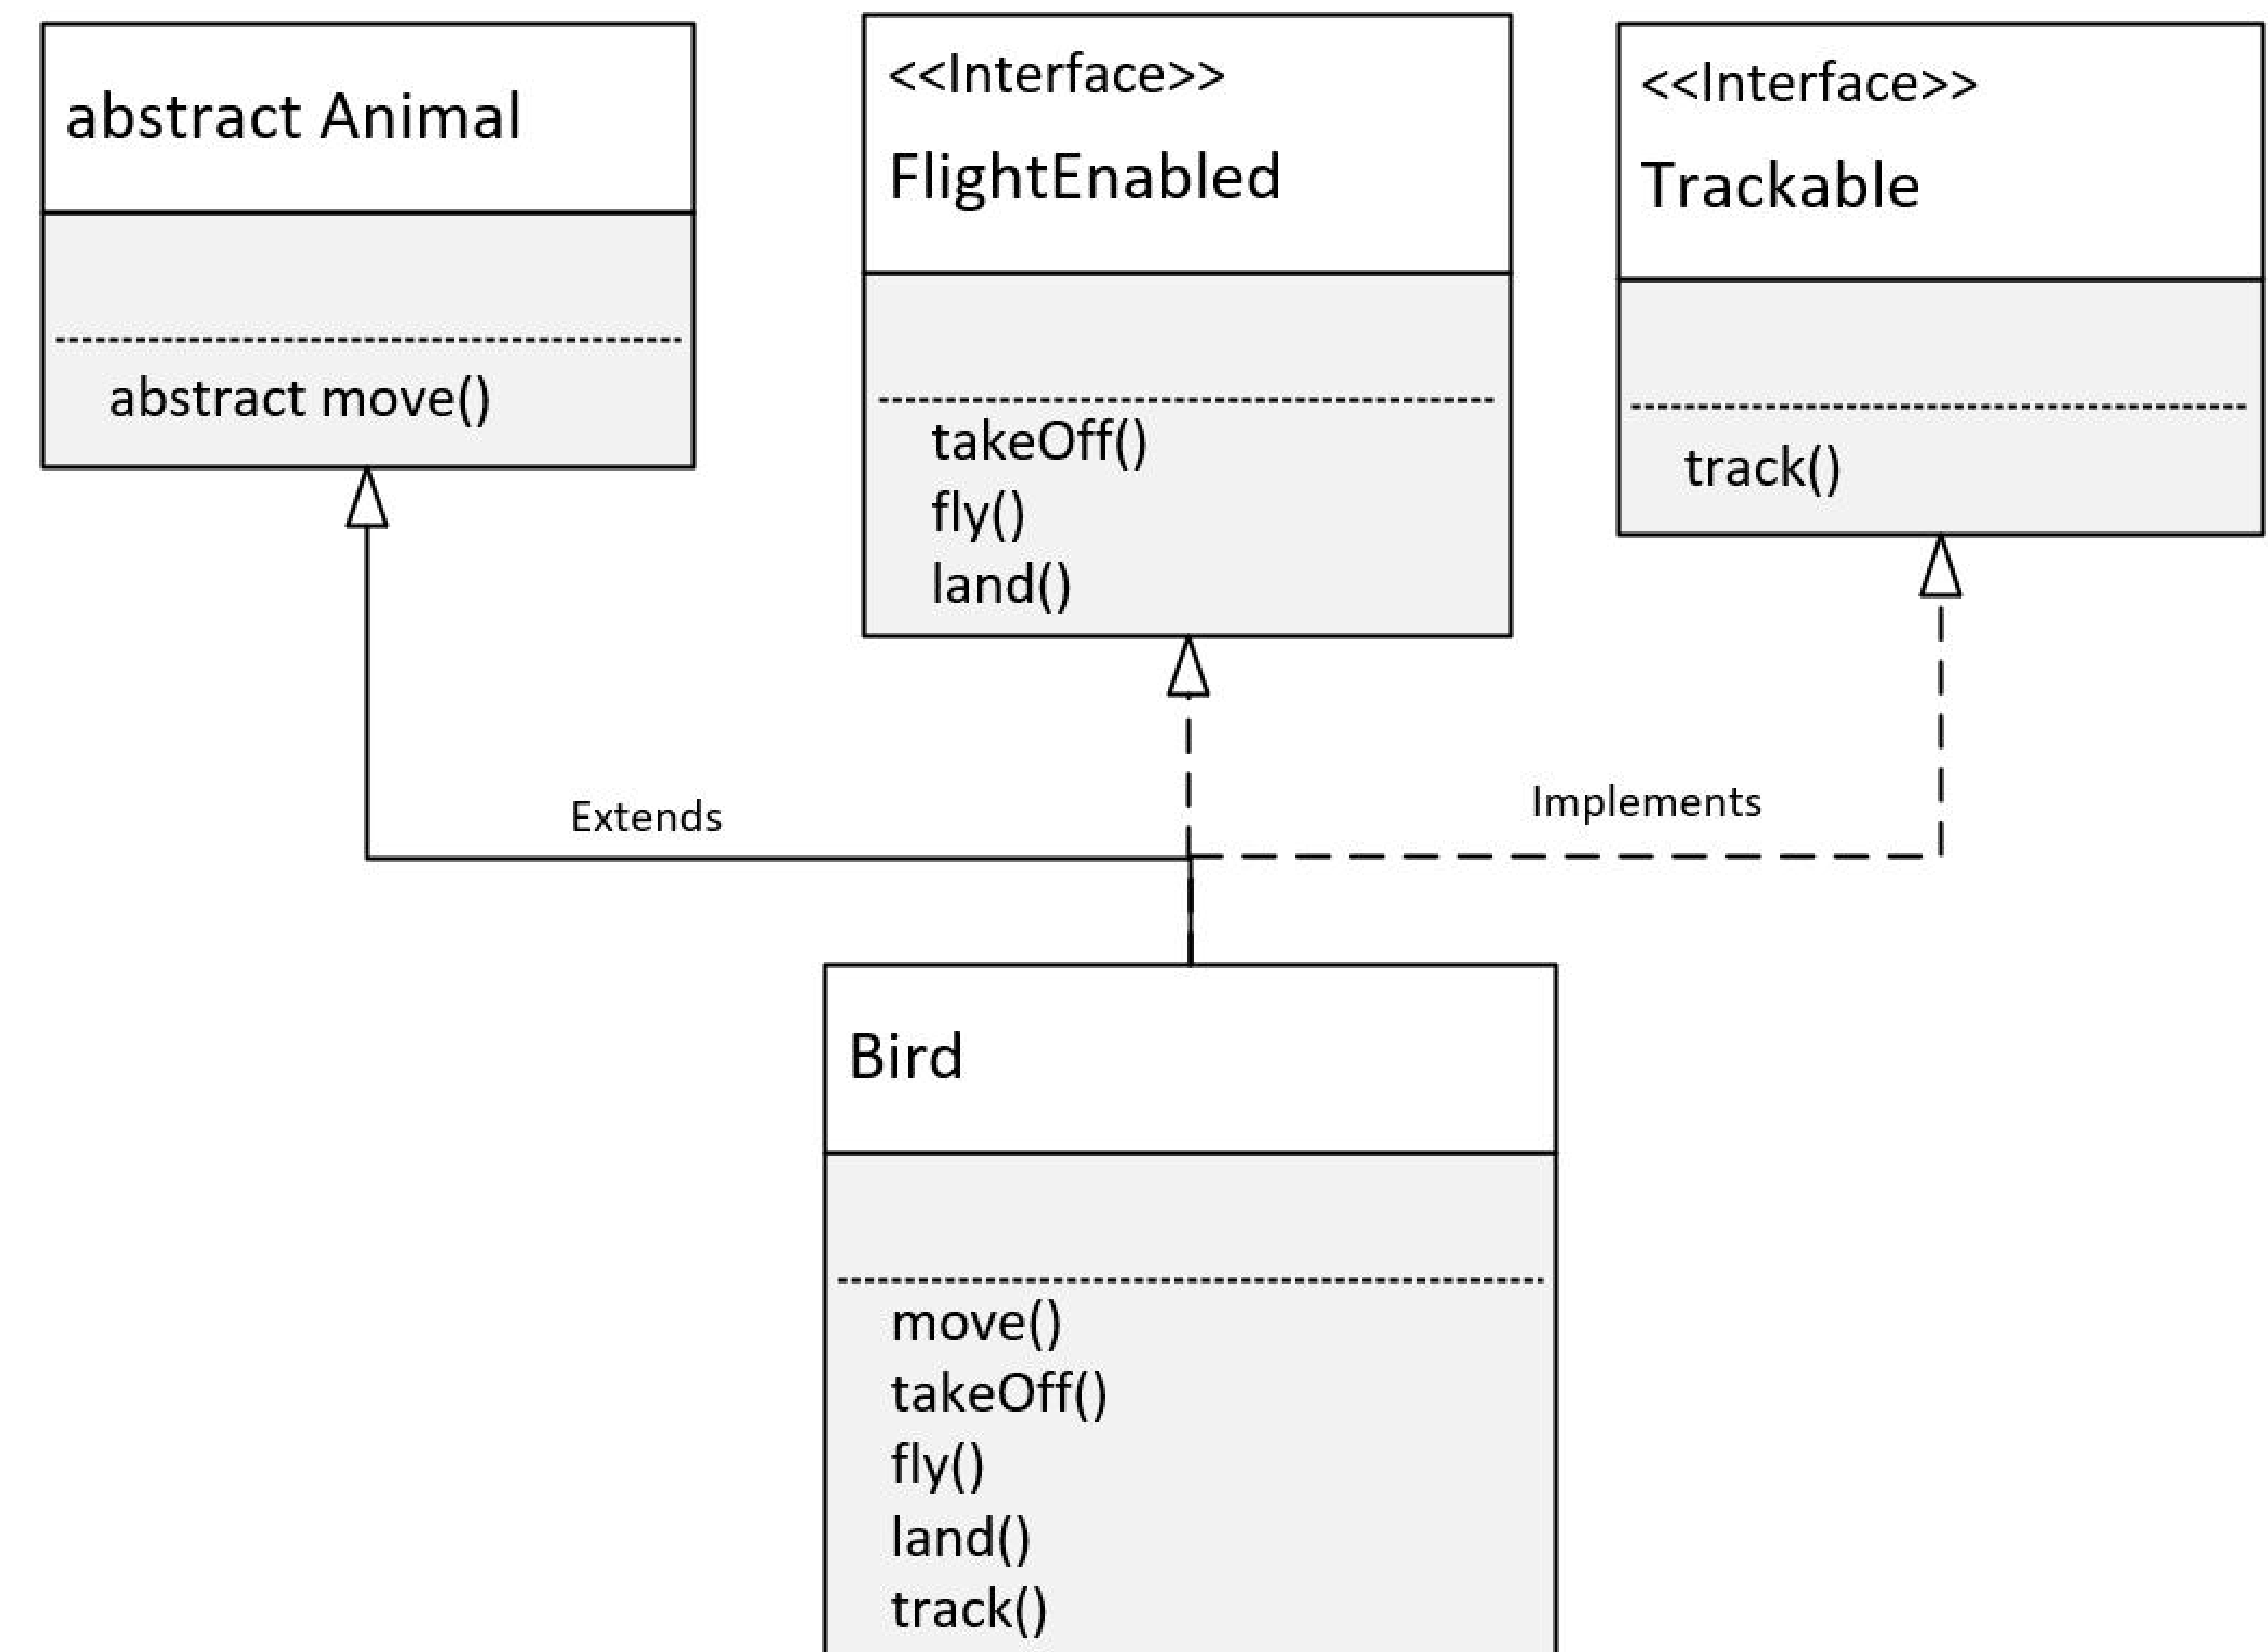 abstract Animal
abstract move()
<<Interface>>
FlightEnabled
takeOff()
fly()
land()
<<Interface>>
Trackable
track()
Extends
Implements
Bird
move()
takeOff()
fly()
land()
track()